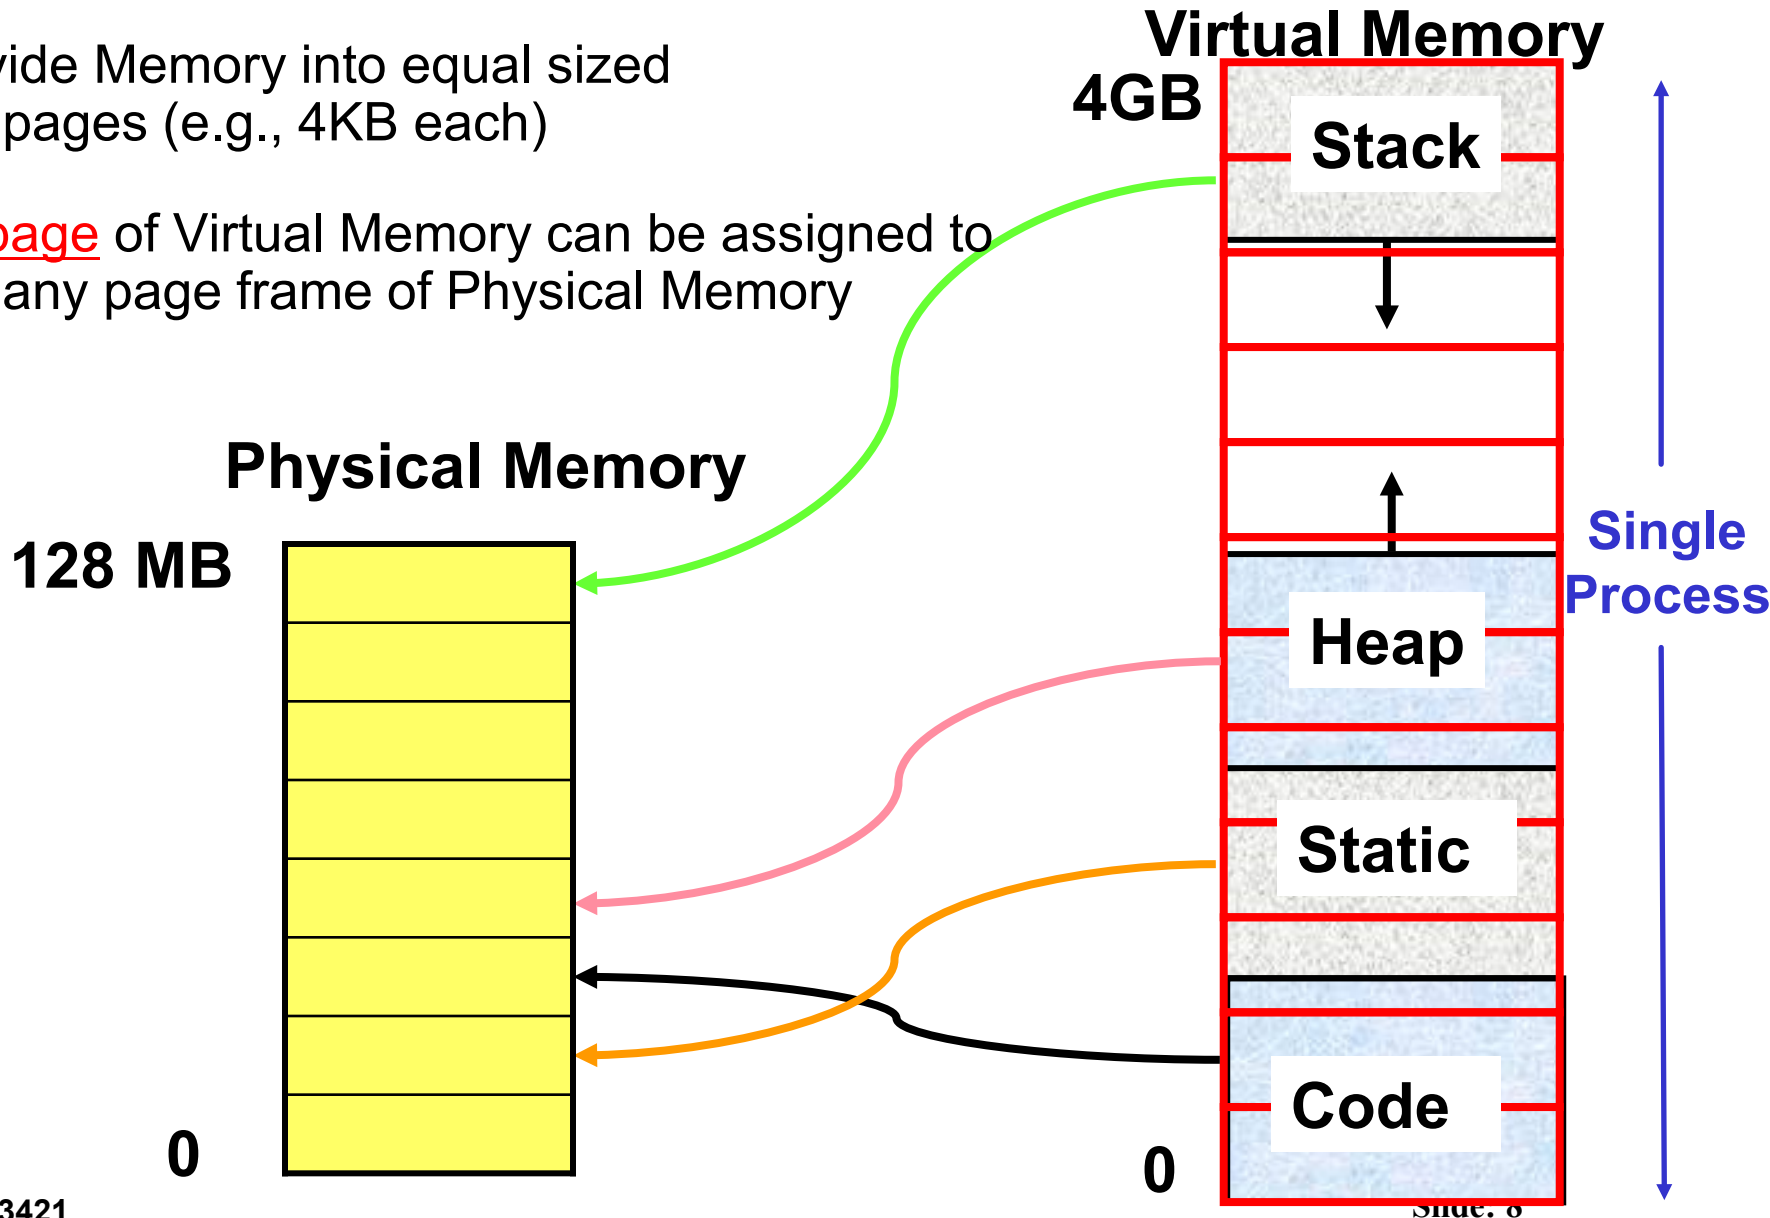 Virtual Memory
vide Memory into equal sized
pages (e.g., 4KB each)
page of Virtual Memory can be assigned to
any page frame of Physical Memory
4GB
Stack
Physical Memory
128 MB
Single
Process
Heap
Static
Code
0
0
3421
Slide: 8